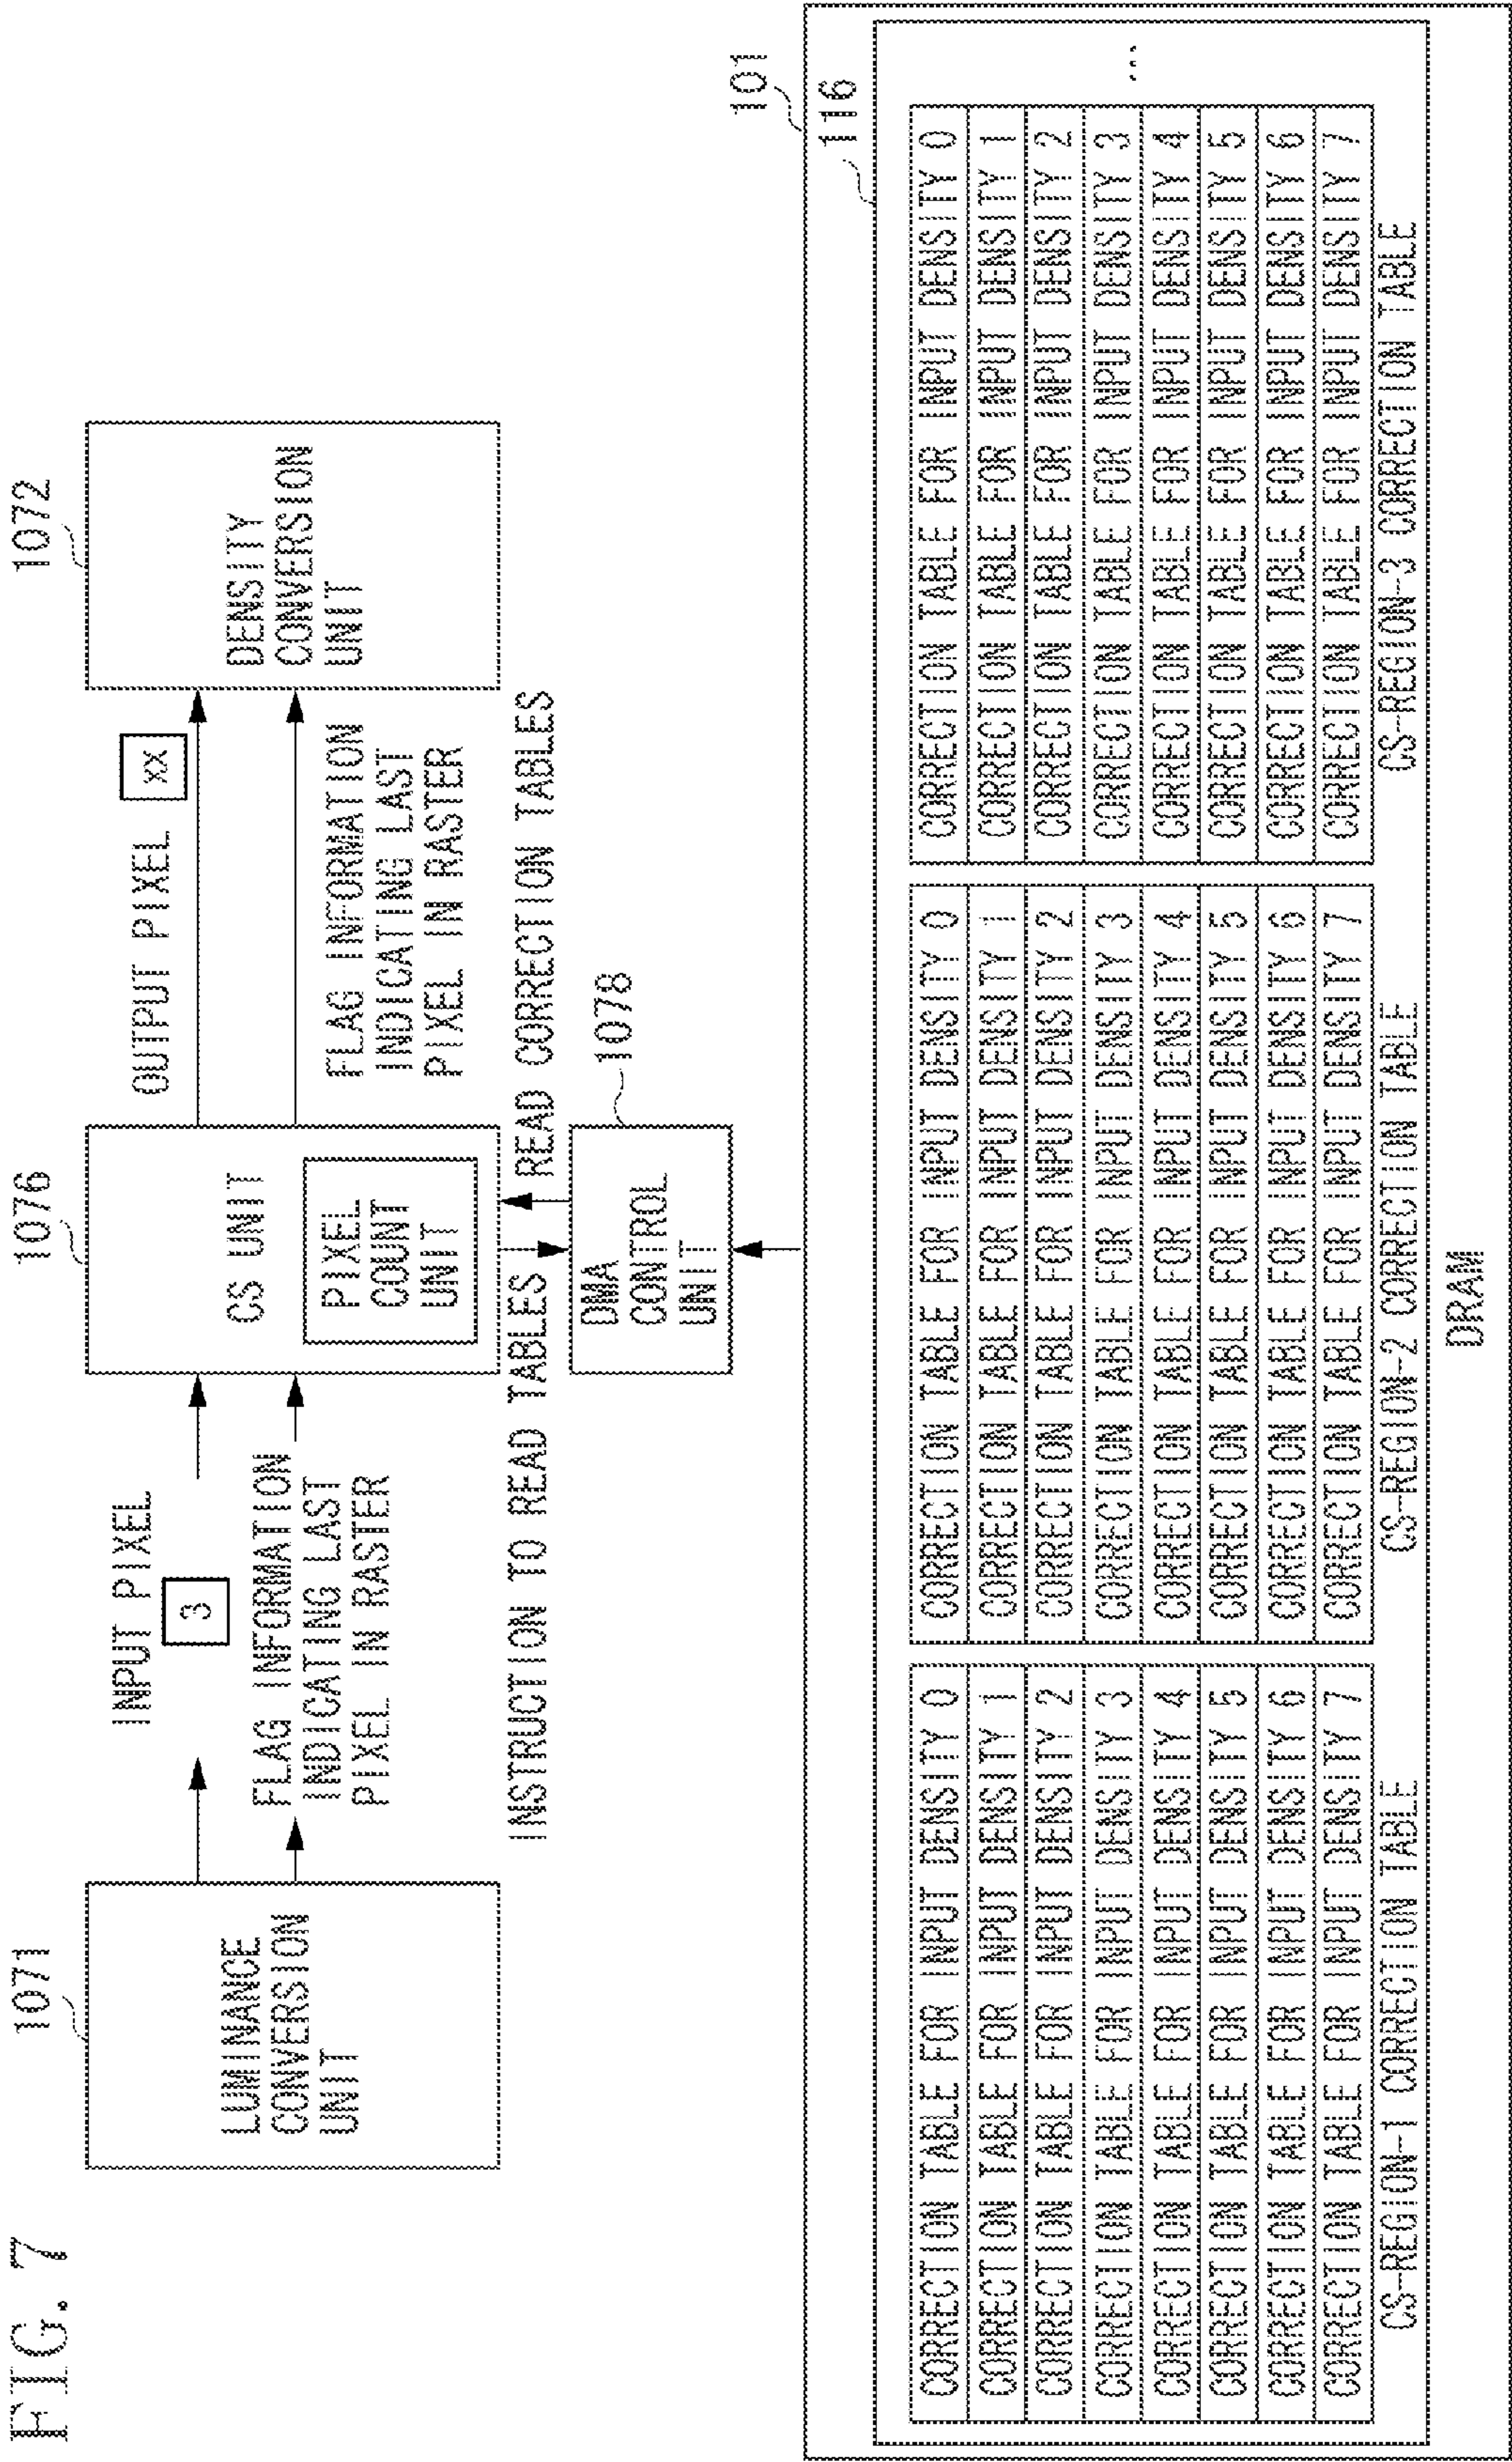 FIG. 7
1071
LUMINANCE
CONVERSION
UNIT
INPUT PIXEL
3
FLAG INFORMATION
INDICATING LAST
PIXEL IN RASTER
1076
CS UNIT
PIXEL
COUNT
UNIT
OUTPUT PIXEL
XX
FLAG INFORMATION
INDICATING LAST
PIXEL IN RASTER
1072
DENSITY
CONVERSION
UNIT
INSTRUCTION TO READ TABLES
READ CORRECTION TABLES
DMA
CONTROL
UNIT
1078
101
116
CORRECTION TABLE FOR INPUT DENSITY 0
CORRECTION TABLE FOR INPUT DENSITY 1
CORRECTION TABLE FOR INPUT DENSITY 2
CORRECTION TABLE FOR INPUT DENSITY 3
CORRECTION TABLE FOR INPUT DENSITY 4
CORRECTION TABLE FOR INPUT DENSITY 5
CORRECTION TABLE FOR INPUT DENSITY 6
CORRECTION TABLE FOR INPUT DENSITY 7
CS-REGION-1 CORRECTION TABLE
CORRECTION TABLE FOR INPUT DENSITY 0
CORRECTION TABLE FOR INPUT DENSITY 1
CORRECTION TABLE FOR INPUT DENSITY 2
CORRECTION TABLE FOR INPUT DENSITY 3
CORRECTION TABLE FOR INPUT DENSITY 4
CORRECTION TABLE FOR INPUT DENSITY 5
CORRECTION TABLE FOR INPUT DENSITY 6
CORRECTION TABLE FOR INPUT DENSITY 7
CS-REGION-2 CORRECTION TABLE
CORRECTION TABLE FOR INPUT DENSITY 0
CORRECTION TABLE FOR INPUT DENSITY 1
CORRECTION TABLE FOR INPUT DENSITY 2
CORRECTION TABLE FOR INPUT DENSITY 3
CORRECTION TABLE FOR INPUT DENSITY 4
CORRECTION TABLE FOR INPUT DENSITY 5
CORRECTION TABLE FOR INPUT DENSITY 6
CORRECTION TABLE FOR INPUT DENSITY 7
CS-REGION-3 CORRECTION TABLE
...
DRAM